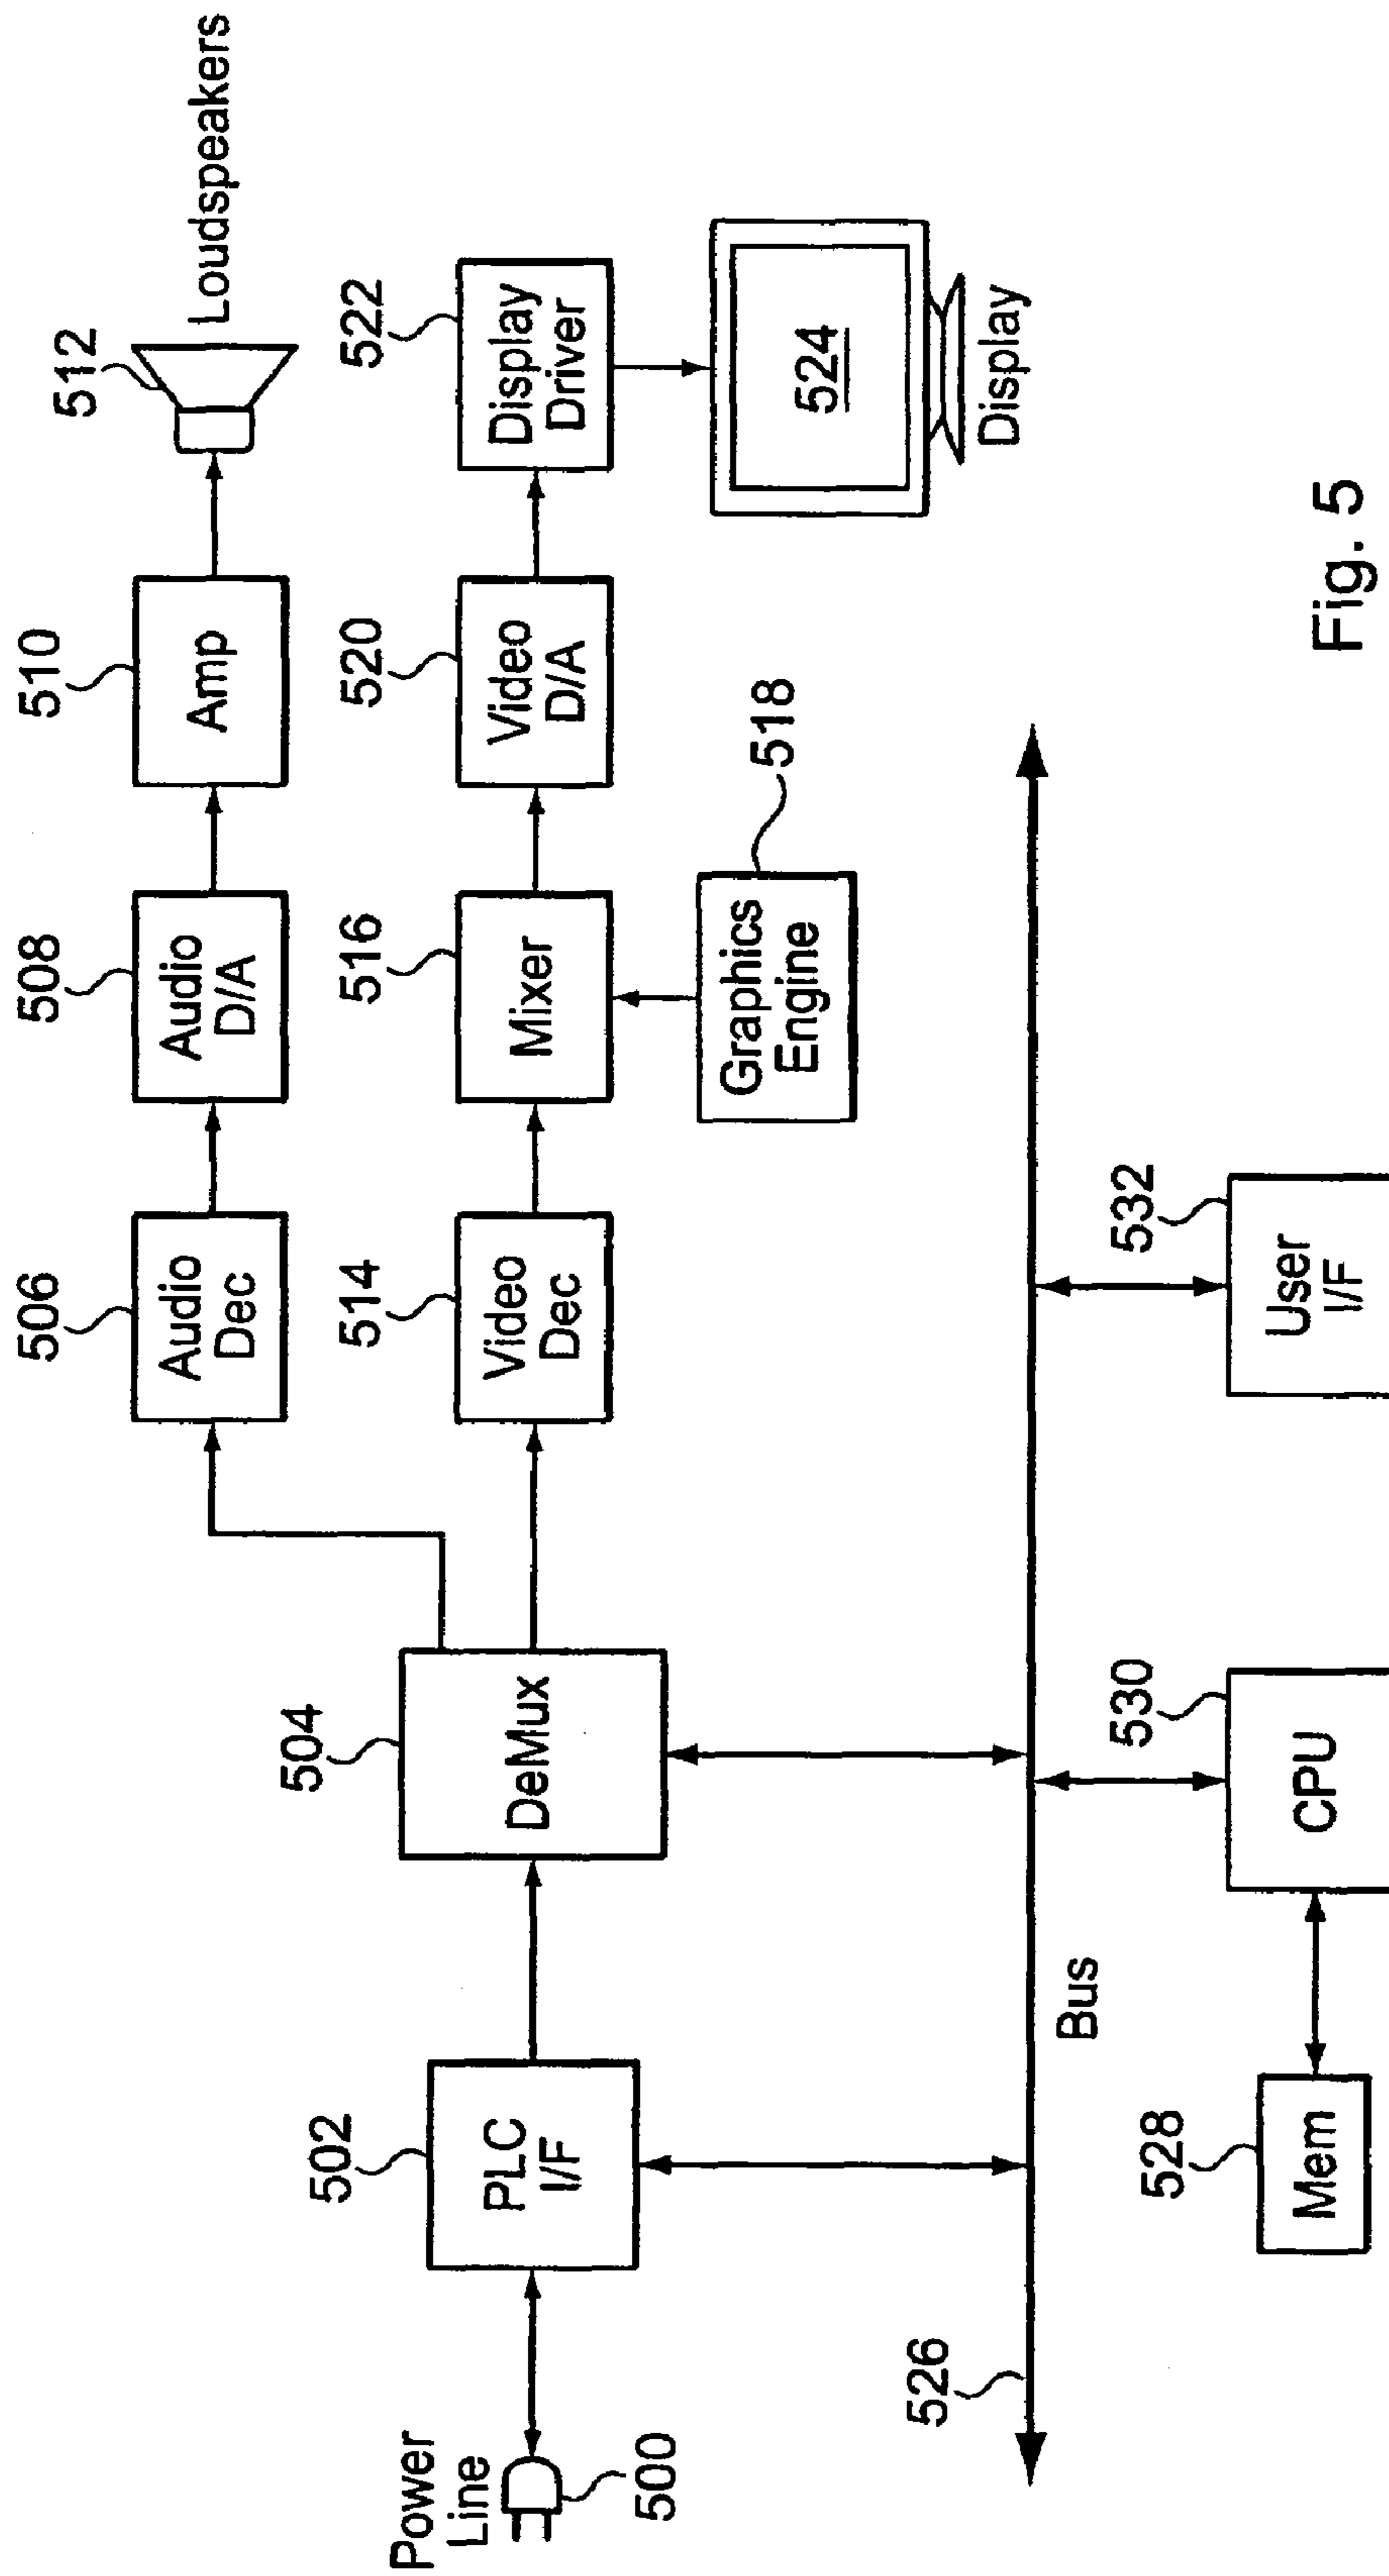 506
Audio
Dec
508
Audio
D/A
510
Amp
512
Loudspeakers
Power
Line
500
502
PLC
I/F
504
DeMux
514
Video
Dec
516
Mixer
520
Video
D/A
522
Display
Driver
Graphics
Engine
518
524
Display
526
Bus
528
Mem
530
CPU
532
User
I/F
Fig. 5